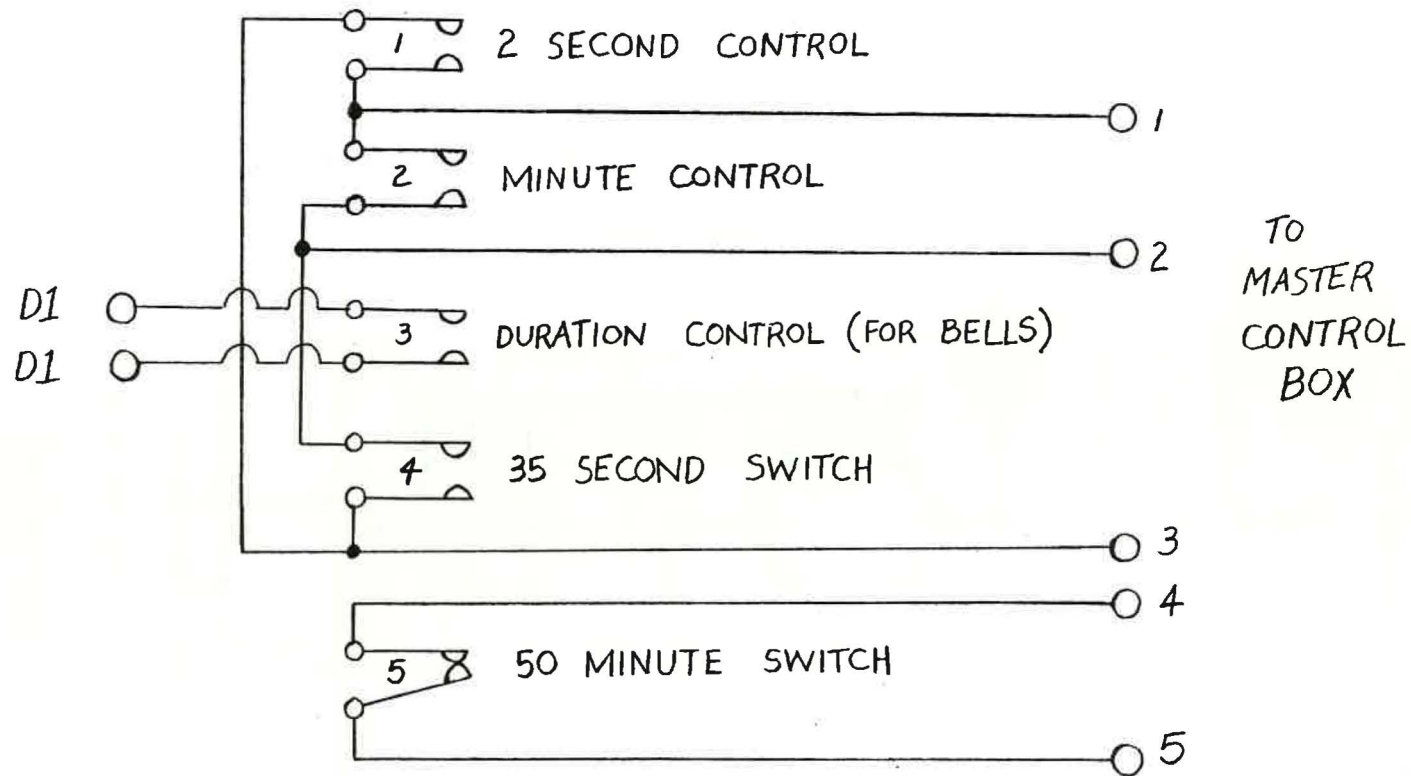 1 2 SECOND CONTROL
1
2 MINUTE CONTROL
2
TO
MASTER
CONTROL
BOX
D1
D1
3 DURATION CONTROL (FOR BELLS)
4 35 SECOND SWITCH
3
4
5 50 MINUTE SWITCH
5